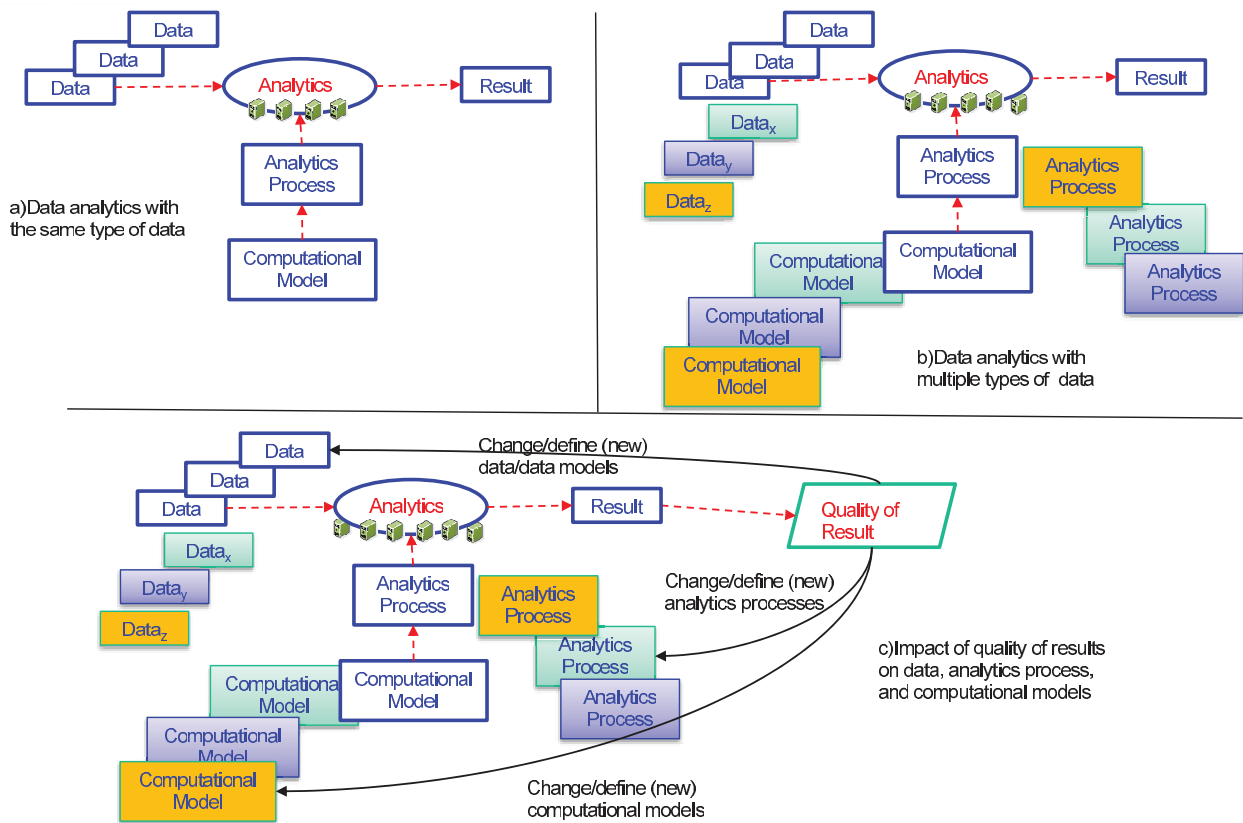 Data
Data
Data
Analytics
Result
Analytics
Process
Computational
Model
a)Data analytics with
the same type of data
Data
Data
Data
Analytics
Result
Datax
Datay
Dataz
Analytics
Process
Analytics
Process
Analytics
Process
Analytics
Process
Computational
Model
Computational
Model
Computational
Model
Computational
Model
b)Data analytics with
multiple types of data
Data
Data
Data
Change/define (new)
data/data models
Analytics
Result
Quality of
Result
Datax
Datay
Dataz
Analytics
Process
Analytics
Process
Analytics
Process
Analytics
Process
Change/define (new)
analytics processes
c)Impact of quality of results
on data, analytics process,
and computational models
Computational
Model
Computational
Model
Computational
Model
Computational
Model
Change/define (new)
computational models